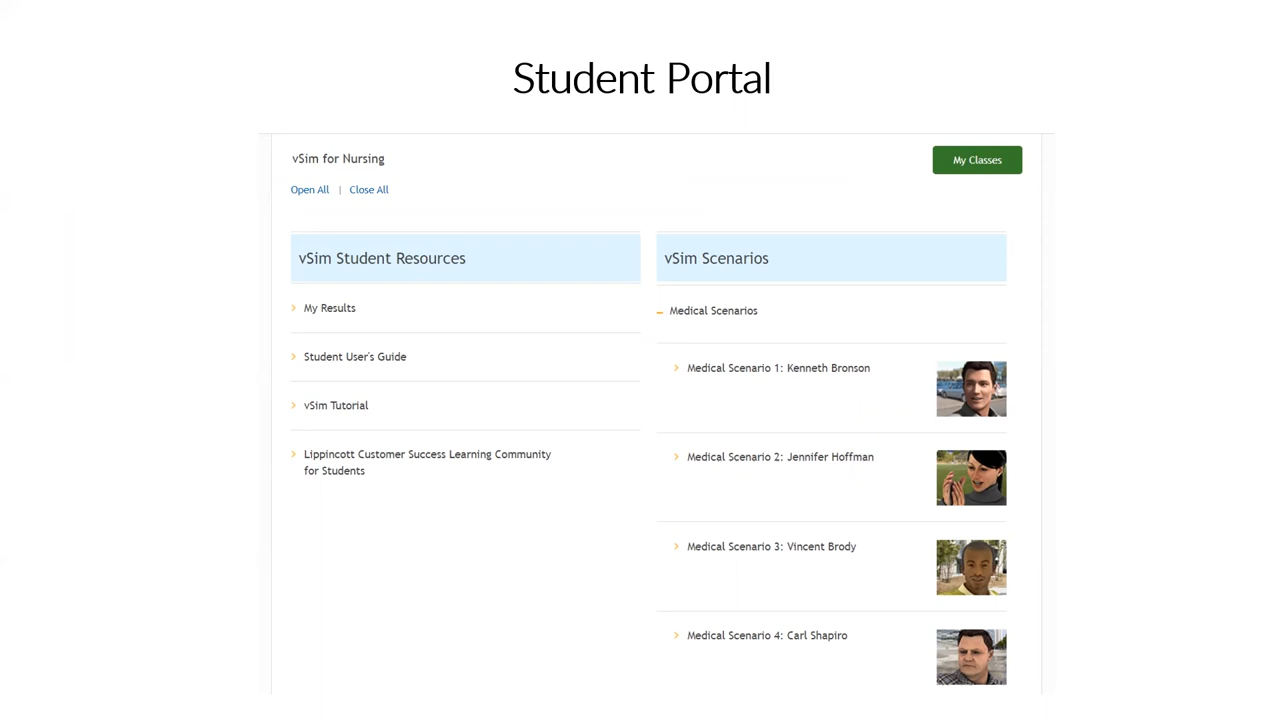 Student Portal
vSim for Nursing
My Classes
Open All | Close All
vSim Student Resources
My Results
Student User's Guide
vSim Tutorial
Lippincott Customer Success Learning Community
for Students
vSim Scenarios
Medical Scenarios
Medical Scenario 1: Kenneth Bronson
Medical Scenario 2: Jennifer Hoffman
Medical Scenario 3: Vincent Brody
Medical Scenario 4: Carl Shapiro